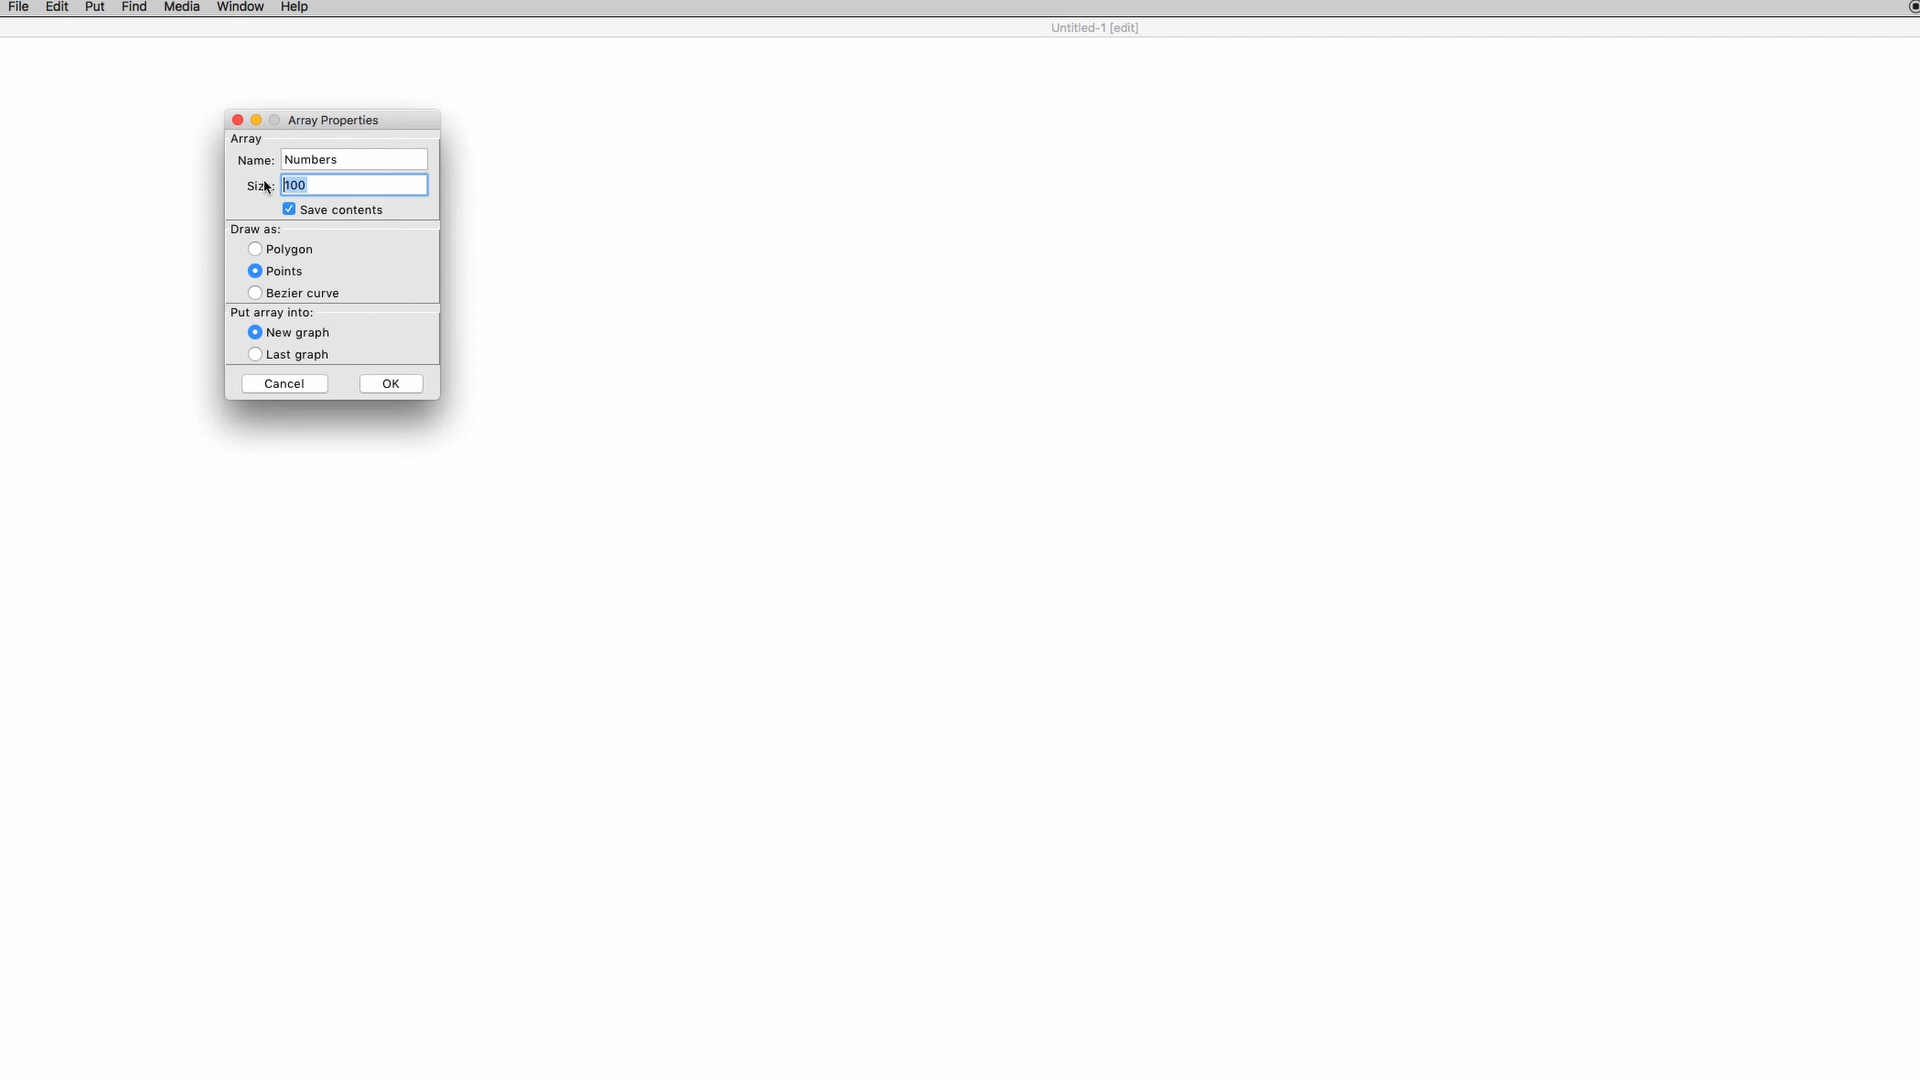 File Edit Put Find Media Window Help
Untitled-1 [edit]
Array Properties
Array
Name: Numbers
Size: 100
Save contents
Draw as:
Polygon
Points
Bezier curve
Put array into:
New graph
Last graph
Cancel OK